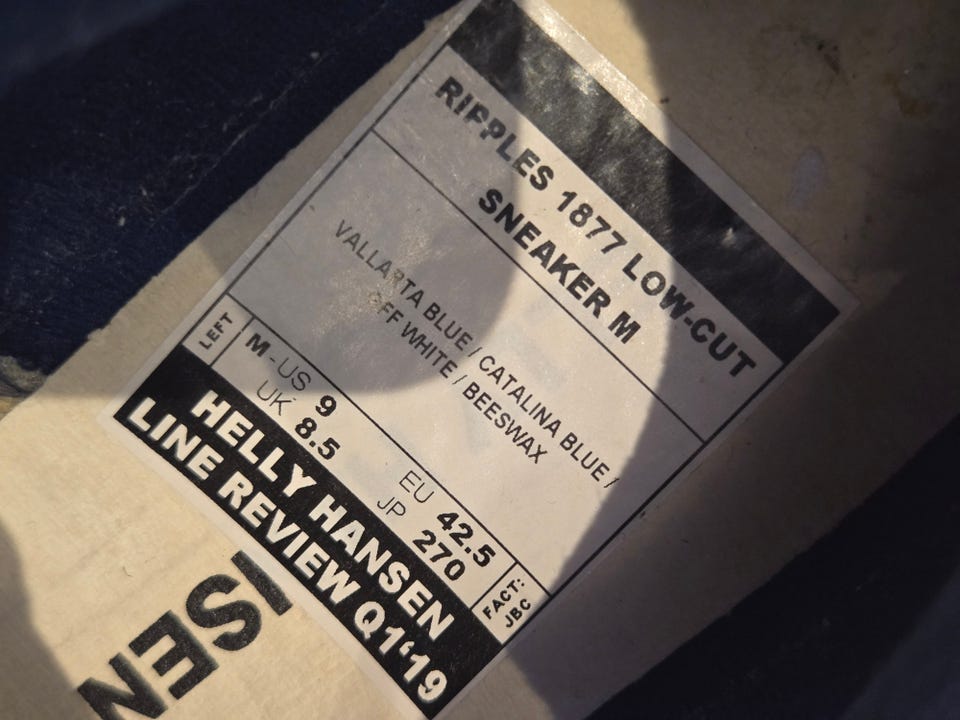 RIPPLES 1877 LOW-CUT
SNEAKER M
VALLARTA BLUE / CATALINA BLUE /
OFF WHITE / BEESWAX
LEFT
M - US 9 EU 42.5
UK 8.5 JP 270
FACT:
JBC
HELLY HANSEN
LINE REVIEW Q1'19
SEN